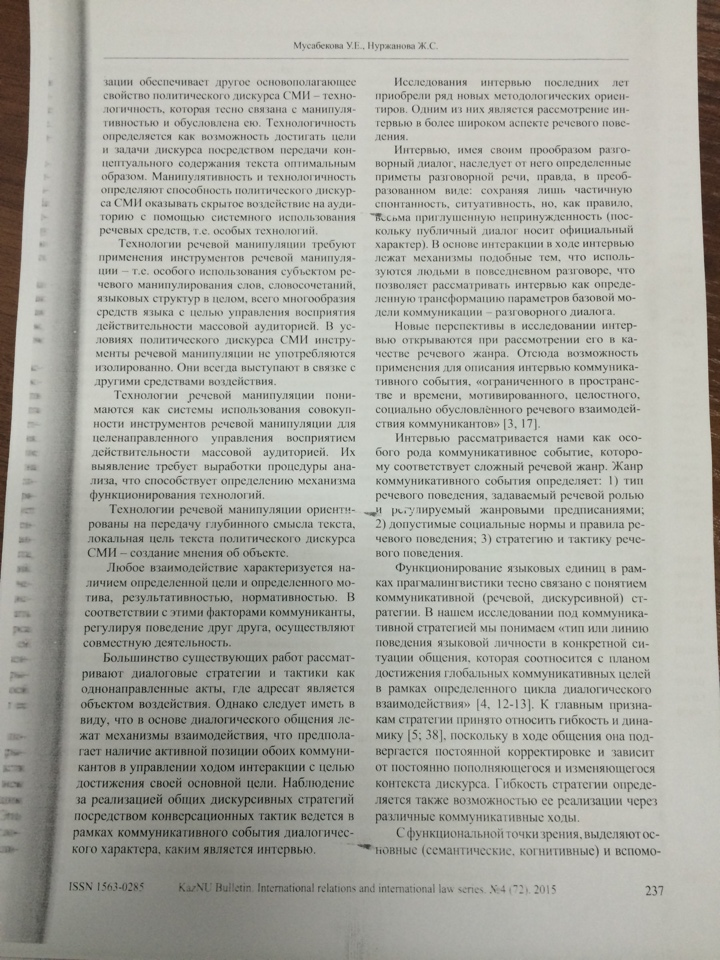 Мусабекова У.Е., Нуржанова Ж.С.
зации обеспечивает другое основополагающее
свойство политического дискурса СМИ – техно-
логичность, которая тесно связана с манипуля-
тивностью и обусловлена ею. Технологичность
определяется как возможность достигать цели
и задачи дискурса посредством передачи кон-
цептуального содержания текста оптимальным
образом. Манипулятивность и технологичность
определяют способность политического дискур-
са СМИ оказывать скрытое воздействие на ауди-
торию с помощью системного использования
речевых средств, т.е. особых технологий.
Технологии речевой манипуляции требуют
применения инструментов речевой манипуля-
ции – т.е. особого использования субъектом ре-
чевого манипулирования слов, словосочетаний,
языковых структур в целом, всего многообразия
средств языка с целью управления восприятия
действительности массовой аудиторией. В ус-
ловиях политического дискурса СМИ инстру-
менты речевой манипуляции не употребляются
изолированно. Они всегда выступают в связке с
другими средствами воздействия.
Технологии речевой манипуляции пони-
маются как системы использования совокуп-
ности инструментов речевой манипуляции для
целенаправленного управления восприятием
действительности массовой аудиторией. Их
выявление требует выработки процедуры ана-
лиза, что способствует определению механизма
функционирования технологий.
Технологии речевой манипуляции ориенти-
рованы на передачу глубинного смысла текста,
локальная цель текста политического дискурса
СМИ – создание мнения об объекте.
Любое взаимодействие характеризуется на-
личием определенной цели и определенного мо-
тива, результативностью, нормативностью. В
соответствии с этими факторами коммуниканты,
регулируя поведение друг друга, осуществляют
совместную деятельность.
Большинство существующих работ рассмат-
ривают диалоговые стратегии и тактики как
однонаправленные акты, где адресат является
объектом воздействия. Однако следует иметь в
виду, что в основе диалогического общения ле-
жат механизмы взаимодействия, что предпола-
гает наличие активной позиции обоих коммуни-
кантов в управлении ходом интеракции с целью
достижения своей основной цели. Наблюдение
за реализацией общих дискурсивных стратегий
посредством конверсационных тактик ведется в
рамках коммуникативного события диалогичес-
кого характера, каким является интервью.
Исследования интервью последних лет
приобрели ряд новых методологических ориен-
тиров. Одним из них является рассмотрение ин-
тервью в более широком аспекте речевого пове-
дения.
Интервью, имея своим прообразом разго-
ворный диалог, наследует от него определенные
приметы разговорной речи, правда, в преоб-
разованном виде: сохраняя лишь частичную
спонтанность, ситуативность, но, как правило,
весьма приглушенную непринужденность (пос-
кольку публичный диалог носит официальный
характер). В основе интеракции в ходе интервью
лежат механизмы подобные тем, что исполь-
зуются людьми в повседневном разговоре, что
позволяет рассматривать интервью как опреде-
ленную трансформацию параметров базовой мо-
дели коммуникации – разговорного диалога.
Новые перспективы в исследовании интер-
вью открываются при рассмотрении его в ка-
честве речевого жанра. Отсюда возможность
применения для описания интервью коммуника-
тивного события, «ограниченного в пространс-
тве и времени, мотивированного, целостного,
социально обусловленного речевого взаимодей-
ствия коммуникантов» [3, 17].
Интервью рассматривается нами как осо-
бого рода коммуникативное событие, которо-
му соответствует сложный речевой жанр. Жанр
коммуникативного события определяет: 1) тип
речевого поведения, задаваемый речевой ролью
и регулируемый жанровыми предписаниями;
2) допустимые социальные нормы и правила ре-
чевого поведения; 3) стратегию и тактику рече-
вого поведения.
Функционирование языковых единиц в рам-
ках прагмалингвистики тесно связано с понятием
коммуникативной (речевой, дискурсивной) ст-
ратегии. В нашем исследовании под коммуника-
тивной стратегией мы понимаем «тип или линию
поведения языковой личности в конкретной си-
туации общения, которая соотносится с планом
достижения глобальных коммуникативных целей
в рамках определенного цикла диалогического
взаимодействия» [4, 12-13]. К главным призна-
кам стратегии принято относить гибкость и дина-
мику [5; 38], поскольку в ходе общения она под-
вергается постоянной корректировке и зависит
от постоянно пополняющегося и изменяющегося
контекста дискурса. Гибкость стратегии опреде-
ляется также возможностью ее реализации через
различные коммуникативные ходы.
С функциональной точки зрения, выделяют ос-
новные (семантические, когнитивные) и вспомо-
ISSN 1563-0285 KazNU Bulletin. International relations and international law series. №4 (72). 2015 237